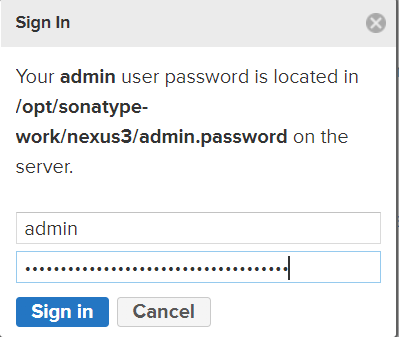 Sign In
Your admin user password is located in
/opt/sonatype-
work/nexus3/admin.password on the
server.
admin
••••••••••••••••••••••••••••••••••••
Sign in
Cancel